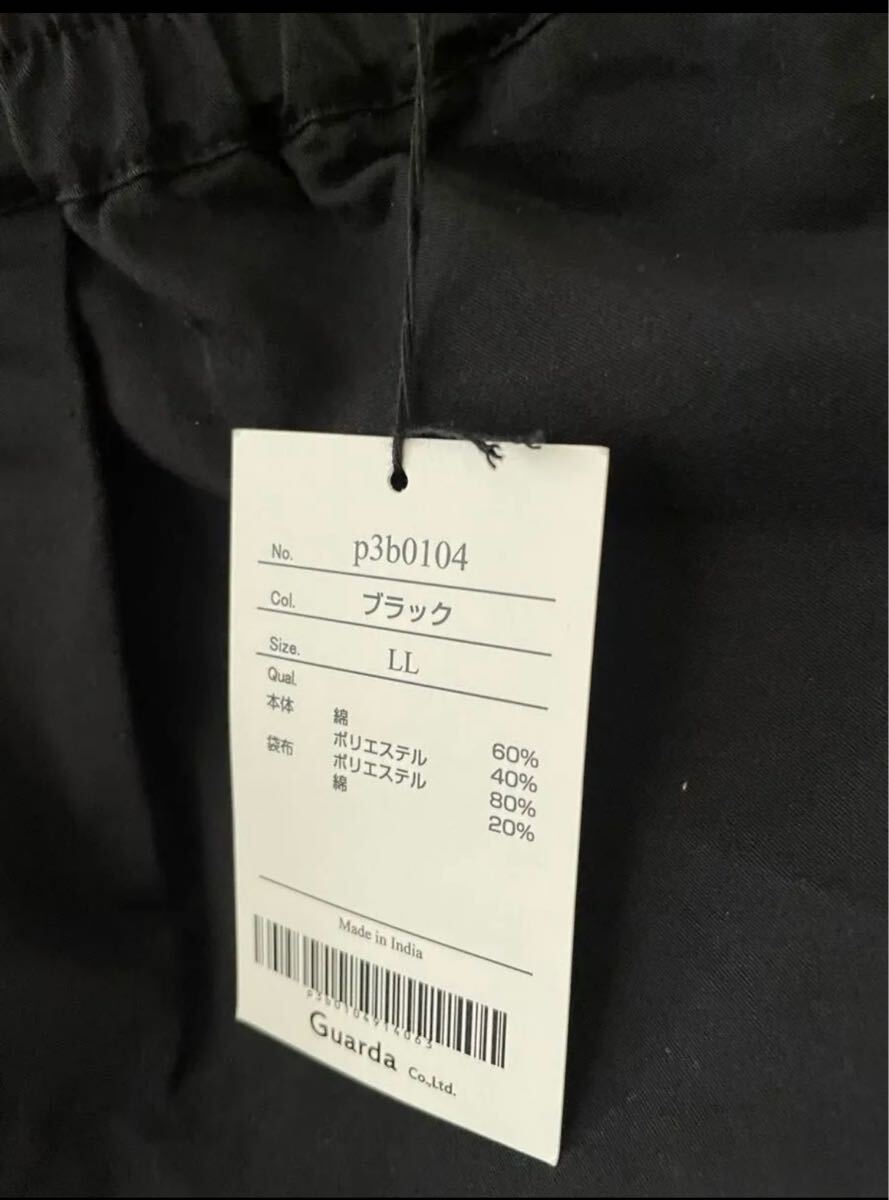 No. p3b0104
Col. ブラック
Size. LL
Qual.
本体 綿 60%
ポリエステル 40%
袋布 ポリエステル 80%
綿 20%
Made in India
p3b0104914063
Guarda Co.,Ltd.